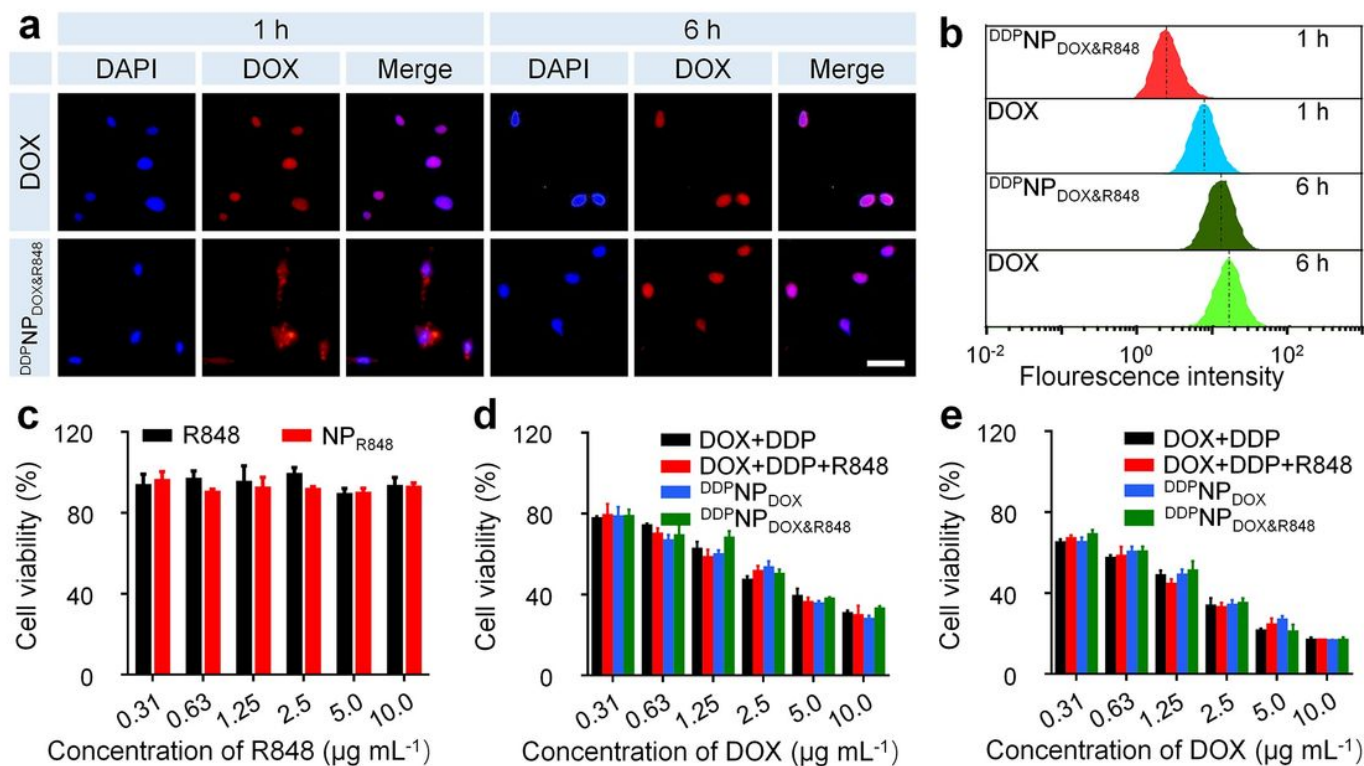 a
1 h 6 h
DAPI DOX Merge DAPI DOX Merge
DOX
DDPNPDOX&R848
b
DDPNPDOX&R848 1 h
DOX 1 h
DDPNPDOX&R848 6 h
DOX 6 h
10-2 100 102
Flourescence intensity
c
R848 NPR848
Cell viability (%)
120
80
40
0
0.31 0.63 1.25 2.5 5.0 10.0
Concentration of R848 (µg mL-1)
d
DOX+DDP
DOX+DDP+R848
DDPNPDOX
DDPNPDOX&R848
Cell viability (%)
120
80
40
0
0.31 0.63 1.25 2.5 5.0 10.0
Concentration of DOX (µg mL-1)
e
DOX+DDP
DOX+DDP+R848
DDPNPDOX
DDPNPDOX&R848
Cell viability (%)
120
80
40
0
0.31 0.63 1.25 2.5 5.0 10.0
Concentration of DOX (µg mL-1)